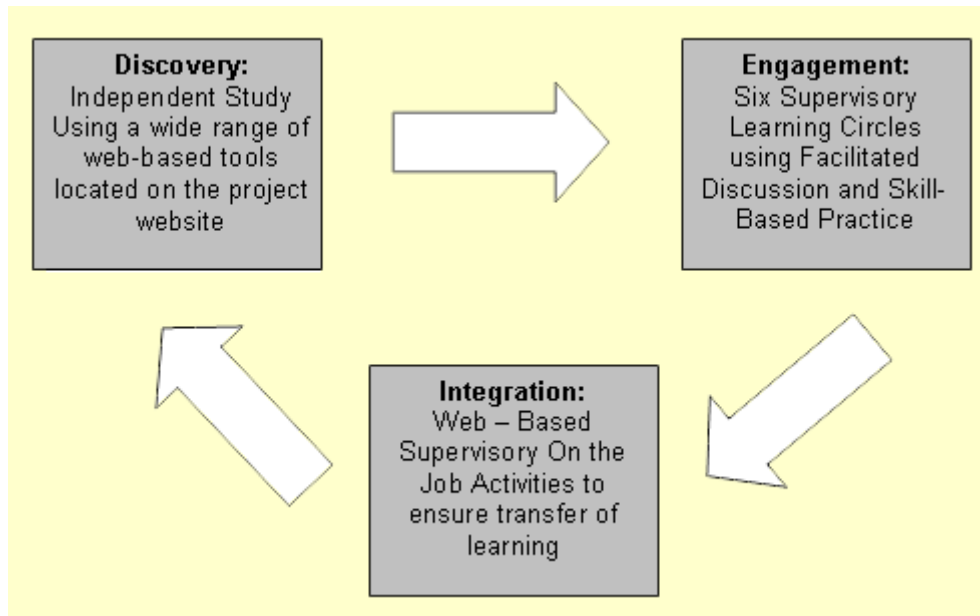 Discovery:
Independent Study
Using a wide range of
web-based tools
located on the project
website
Engagement:
Six Supervisory
Learning Circles
using Facilitated
Discussion and Skill-
Based Practice
Integration:
Web – Based
Supervisory On the
Job Activities to
ensure transfer of
learning